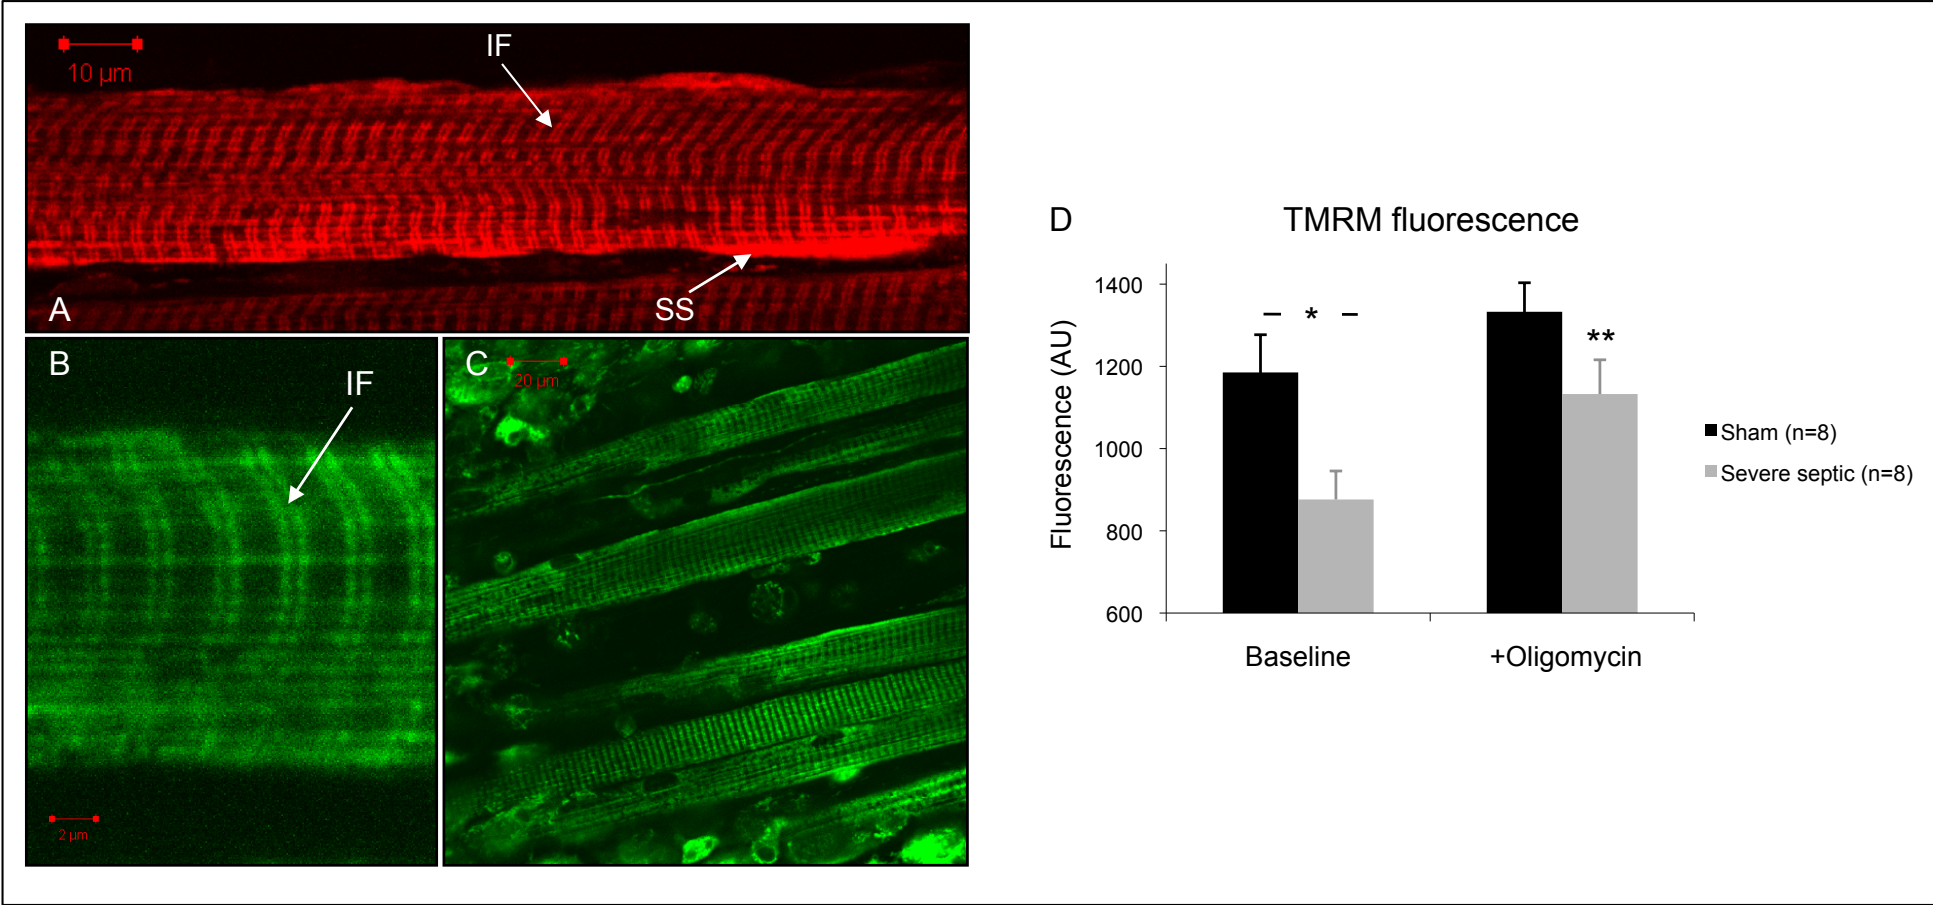 10 µm
IF
SS
A
B
IF
2 µm
C
20 µm
D
TMRM fluorescence
Fluorescence (AU)
1400
1200
1000
800
600
*
**
Baseline
+Oligomycin
Sham (n=8)
Severe septic (n=8)